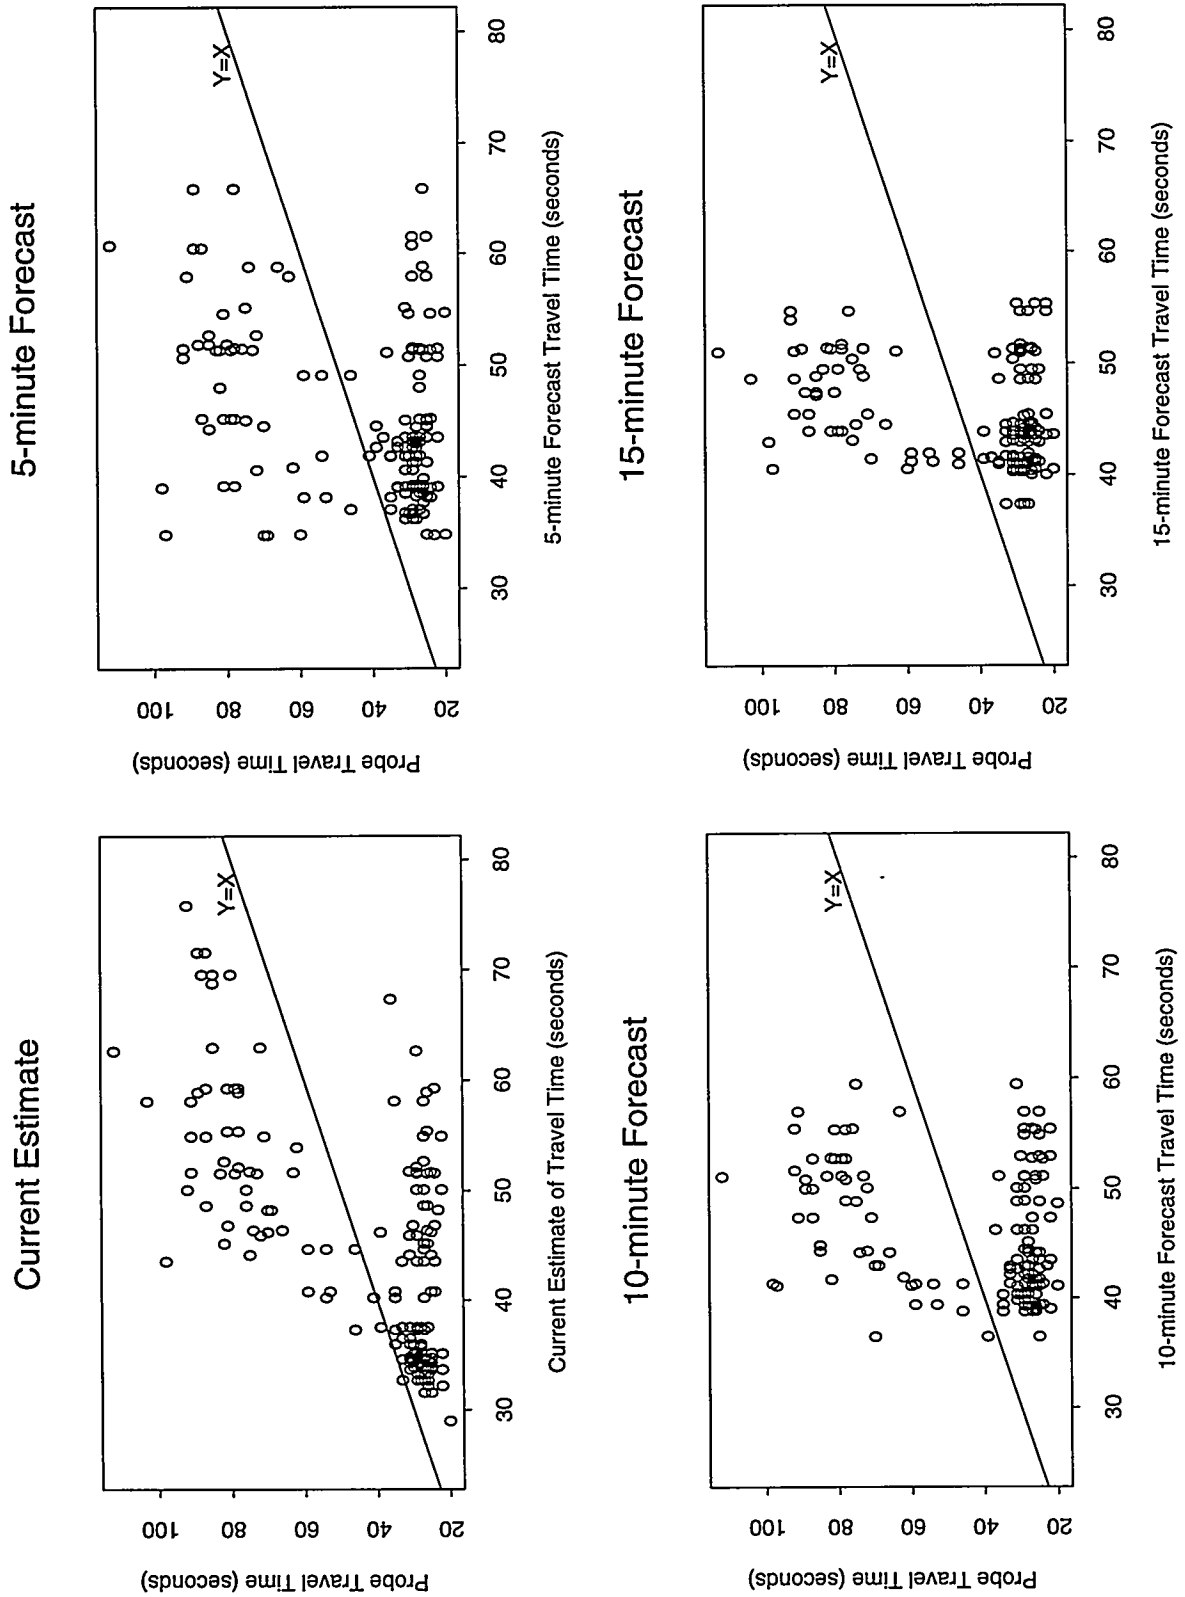 Current Estimate
Probe Travel Time (seconds)
20 40 60 80 100
Y=X
30 40 50 60 70 80
Current Estimate of Travel Time (seconds)
5-minute Forecast
Probe Travel Time (seconds)
20 40 60 80 100
Y=X
30 40 50 60 70 80
5-minute Forecast Travel Time (seconds)
10-minute Forecast
Probe Travel Time (seconds)
20 40 60 80 100
Y=X
30 40 50 60 70 80
10-minute Forecast Travel Time (seconds)
15-minute Forecast
Probe Travel Time (seconds)
20 40 60 80 100
Y=X
30 40 50 60 70 80
15-minute Forecast Travel Time (seconds)